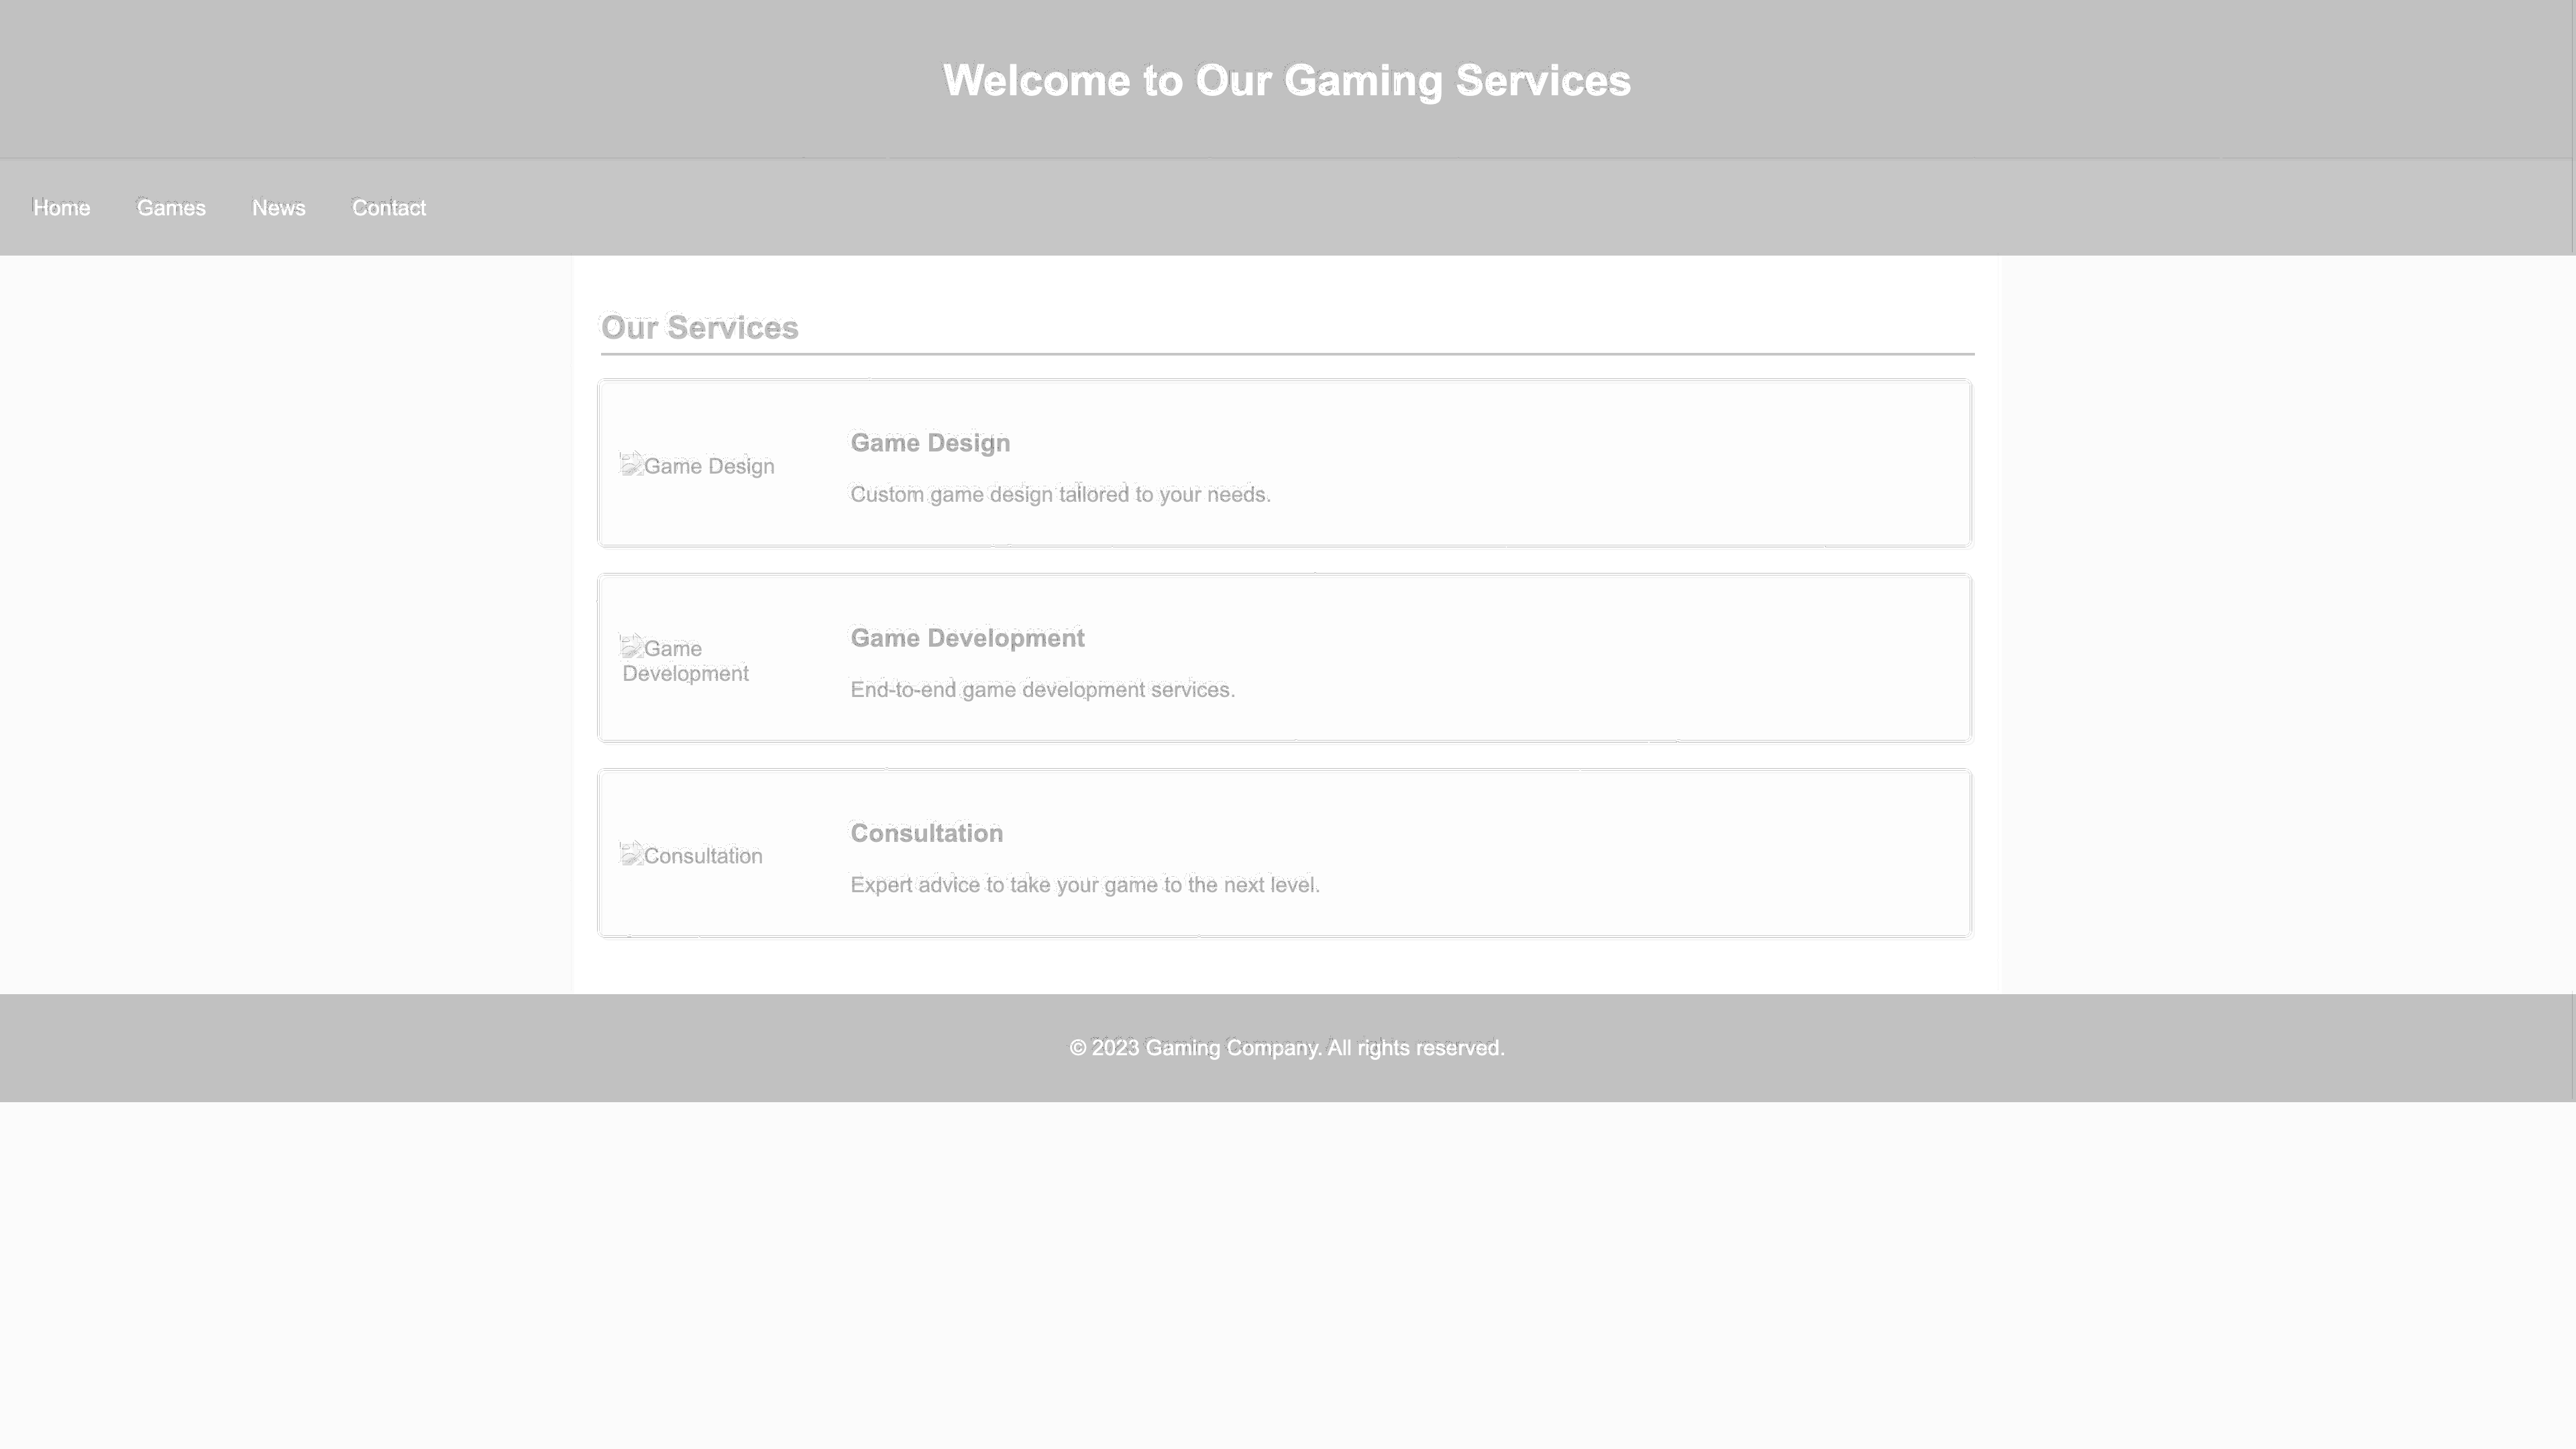 Welcome to Our Gaming Services
Home Games News Contact
Our Services
Game Design
Game Design
Custom game design tailored to your needs.
Game
Development
Game Development
End-to-end game development services.
Consultation
Consultation
Expert advice to take your game to the next level.
© 2023 Gaming Company. All rights reserved.